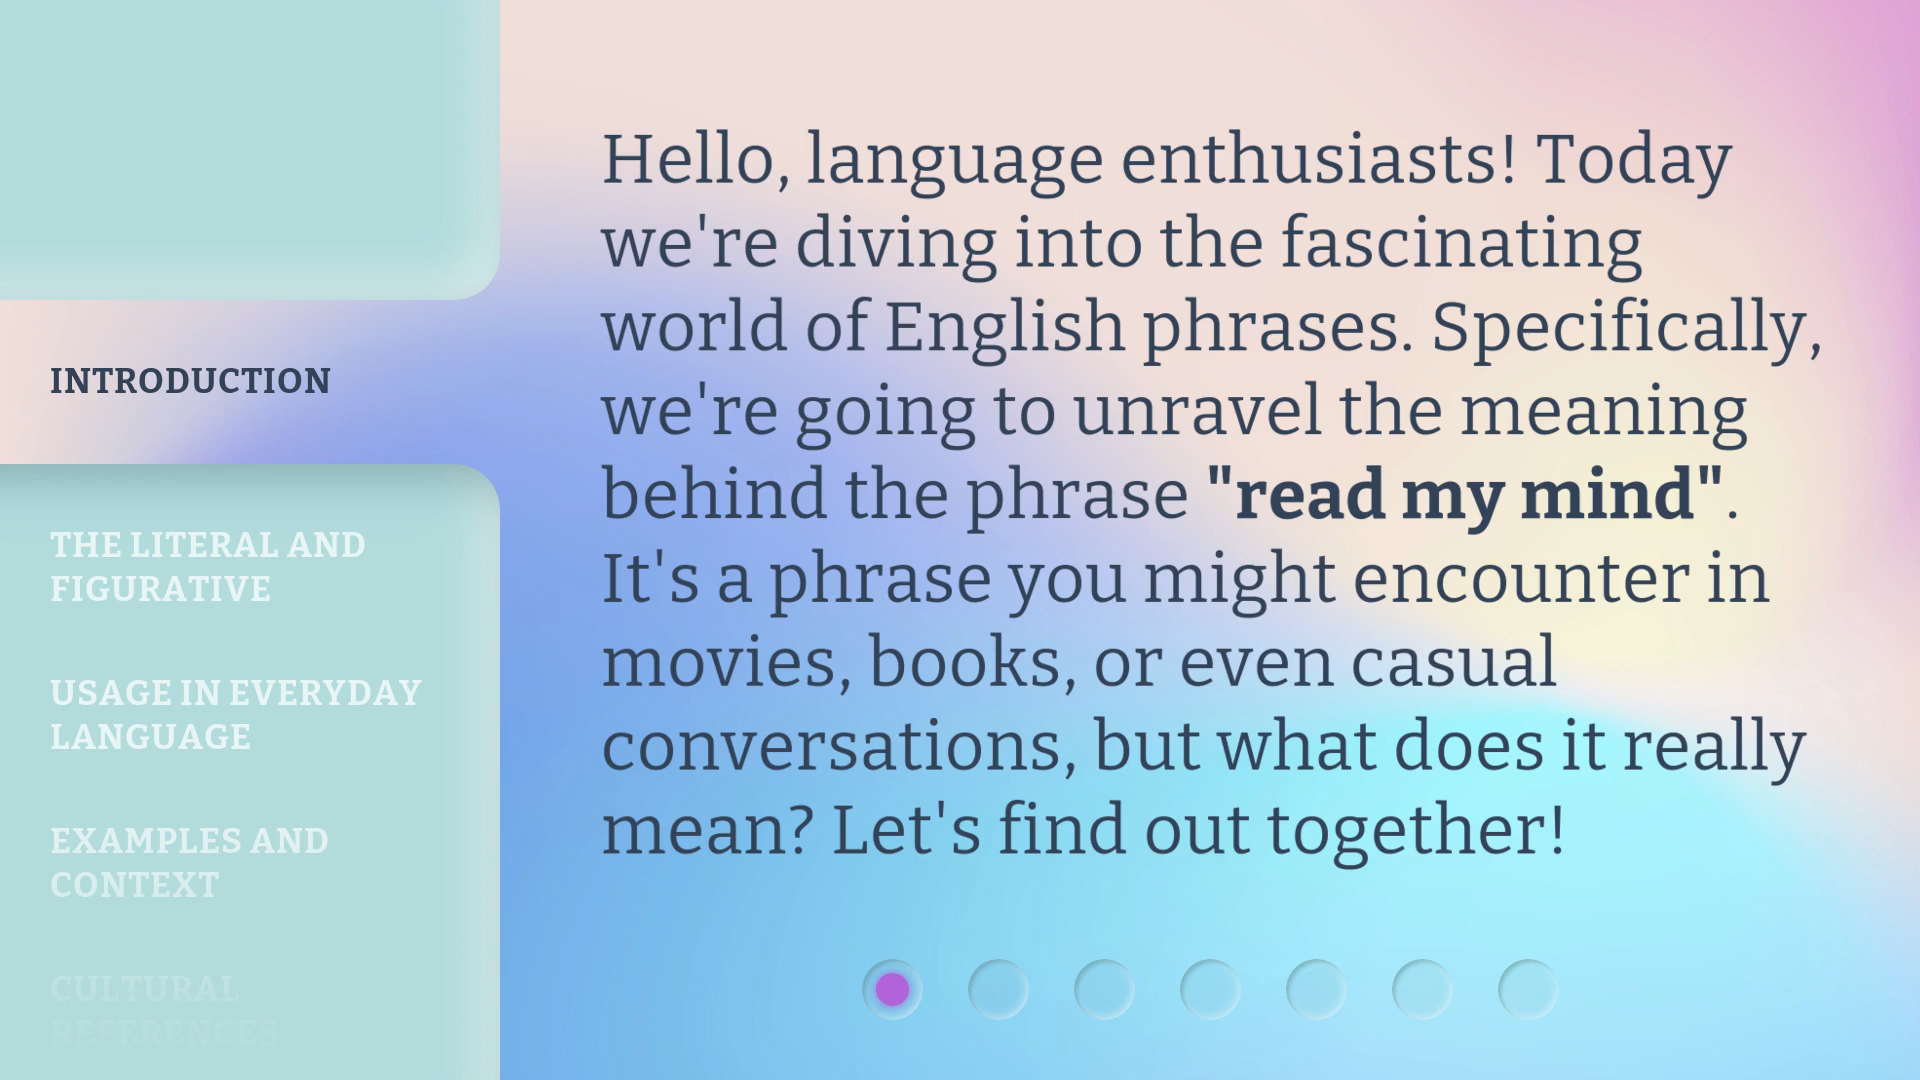 INTRODUCTION
THE LITERAL AND
FIGURATIVE
USAGE IN EVERYDAY
LANGUAGE
EXAMPLES AND
CONTEXT
CULTURAL
REFERENCES
Hello, language enthusiasts! Today
we're diving into the fascinating
world of English phrases. Specifically,
we're going to unravel the meaning
behind the phrase "read my mind".
It's a phrase you might encounter in
movies, books, or even casual
conversations, but what does it really
mean? Let's find out together!